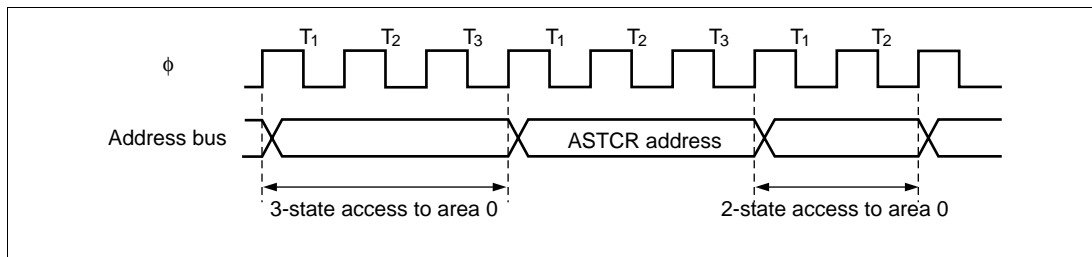 T1 T2 T3 T1 T2 T3 T1 T2
ϕ
Address bus ASTCR address
3-state access to area 0 2-state access to area 0